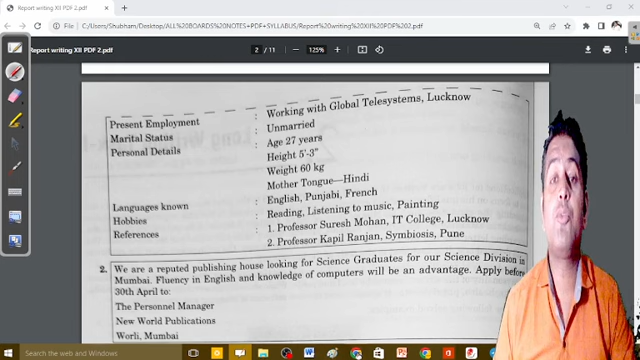 Report writing XII PDF 2.pdf
File | C:/Users/Shubham/Desktop/ALL%20BOARDS%20NOTES+PDF+SYLLABUS/Report%20writing%20XII%20PDF%202.pdf
Report writing XII PDF 2.pdf 2 / 11 125%
Present Employment : Working with Global Telesystems, Lucknow
Marital Status : Unmarried
Personal Details : Age 27 years
Height 5'-3"
Weight 60 kg
Mother Tongue—Hindi
Languages known : English, Punjabi, French
Hobbies : Reading, Listening to music, Painting
References : 1. Professor Suresh Mohan, IT College, Lucknow
2. Professor Kapil Ranjan, Symbiosis, Pune
2. We are a reputed publishing house looking for Science Graduates for our Science Division in
Mumbai. Fluency in English and knowledge of computers will be an advantage. Apply before
30th April to:
The Personnel Manager
New World Publications
Worli, Mumbai
Search the web and Windows